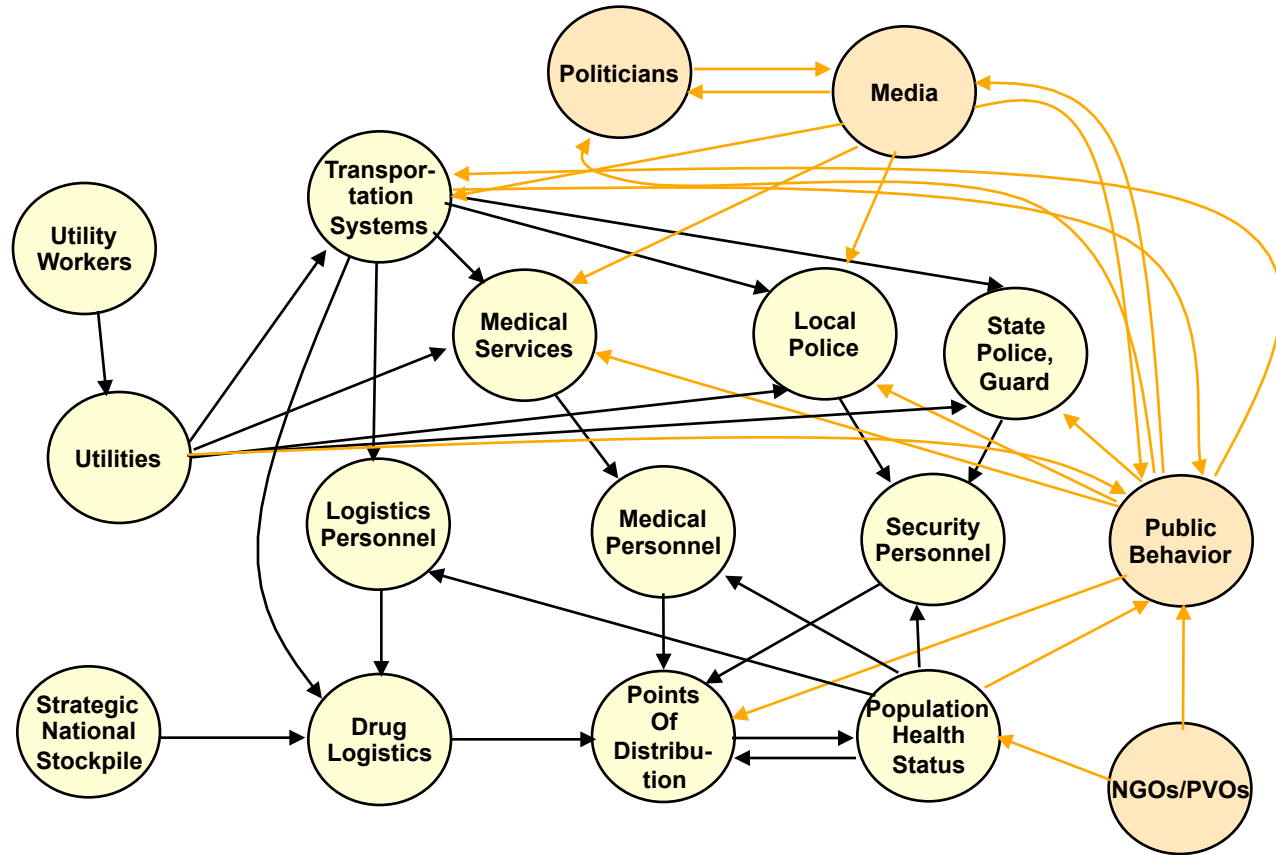 Politicians
Media
Transpor-
tation
Systems
Utility
Workers
Medical
Services
Local
Police
State
Police,
Guard
Utilities
Logistics
Personnel
Medical
Personnel
Security
Personnel
Public
Behavior
Strategic
National
Stockpile
Drug
Logistics
Points
Of
Distribu-
tion
Population
Health
Status
NGOs/PVOs